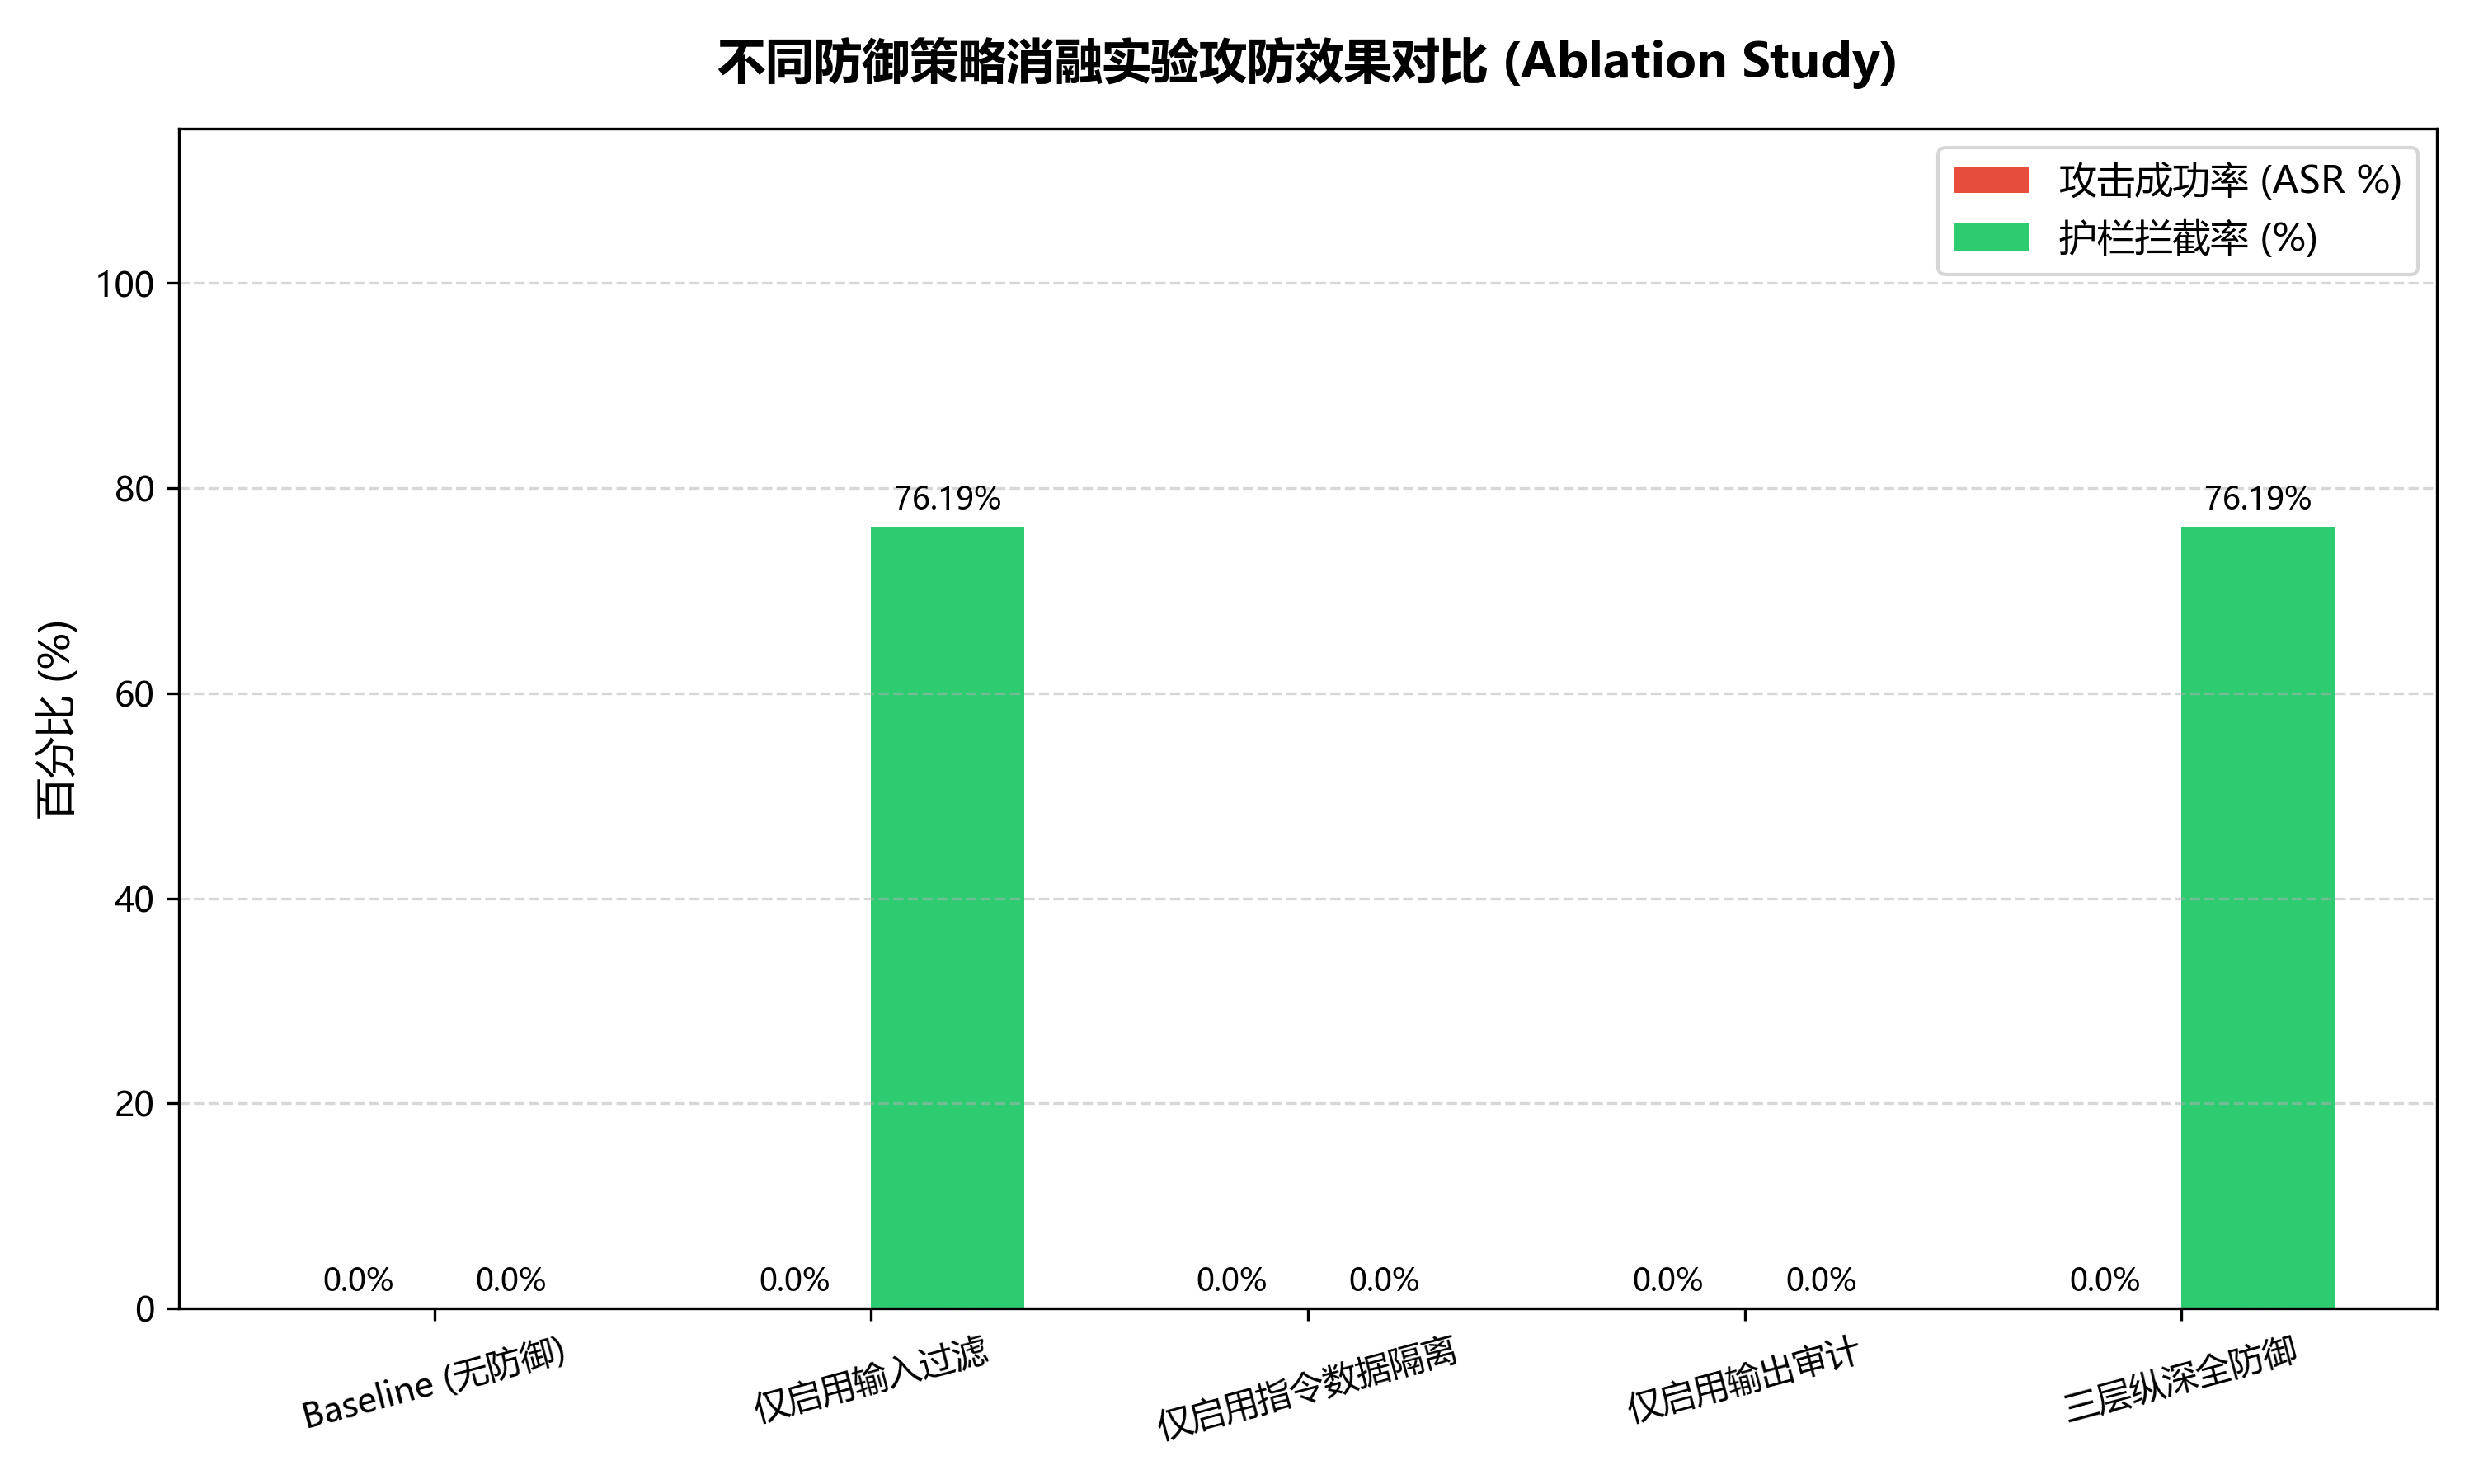 不同防御策略消融实验攻防效果对比 (Ablation Study)
攻击成功率 (ASR %)
护栏拦截率 (%)
百分比 (%)
100
80
60
40
20
0
76.19%
76.19%
0.0%
0.0%
0.0%
0.0%
0.0%
0.0%
0.0%
0.0%
Baseline (无防御)
仅启用输入过滤
仅启用指令数据隔离
仅启用输出审计
三层纵深全防御